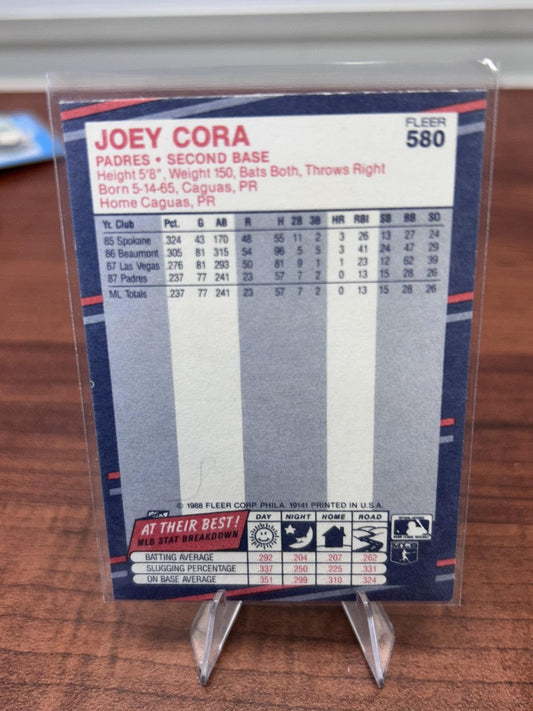 JOEY CORA
FLEER
580
PADRES • SECOND BASE
Height 5'8", Weight 150, Bats Both, Throws Right
Born 5-14-65, Caguas, PR
Home Caguas, PR
Yr. Club Pct. G AB R H 2B 3B HR RBI SB BB SO
85 Spokane .324 43 170 48 55 11 2 3 26 13 27 24
86 Beaumont .305 81 315 54 96 5 5 3 41 24 47 29
87 Las Vegas .276 81 293 50 81 9 1 1 23 12 62 39
87 Padres .237 77 241 23 57 7 2 0 13 15 28 26
ML Totals .237 77 241 23 57 7 2 0 13 15 28 26
© 1988 FLEER CORP. PHILA. 19141 PRINTED IN U.S.A.
AT THEIR BEST!
MLB STAT BREAKDOWN
DAY NIGHT HOME ROAD
BATTING AVERAGE .292 .204 .207 .262
SLUGGING PERCENTAGE .337 .250 .225 .331
ON BASE AVERAGE .351 .299 .310 .324